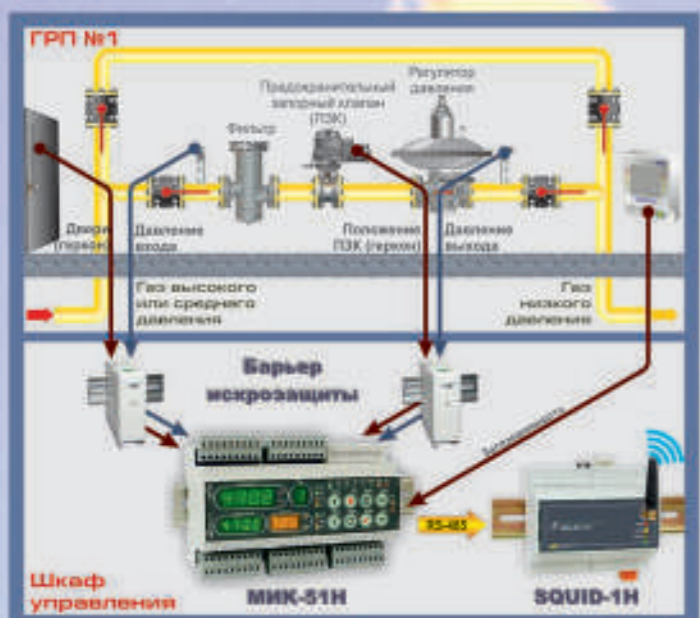 ГРП №1
Предохранительный
запорный клапан
(ПЗК)
Регулятор
давления
Фильтр
Двери
(геркон)
Давление
входа
Положение
ПЗК (геркон)
Давление
выхода
Газ высокого
или среднего
давления
Газ
низкого
давления
Барьер
искрозащиты
Загазованность
RS-485
Шкаф
управления
МИК-51Н
SQUID-1H